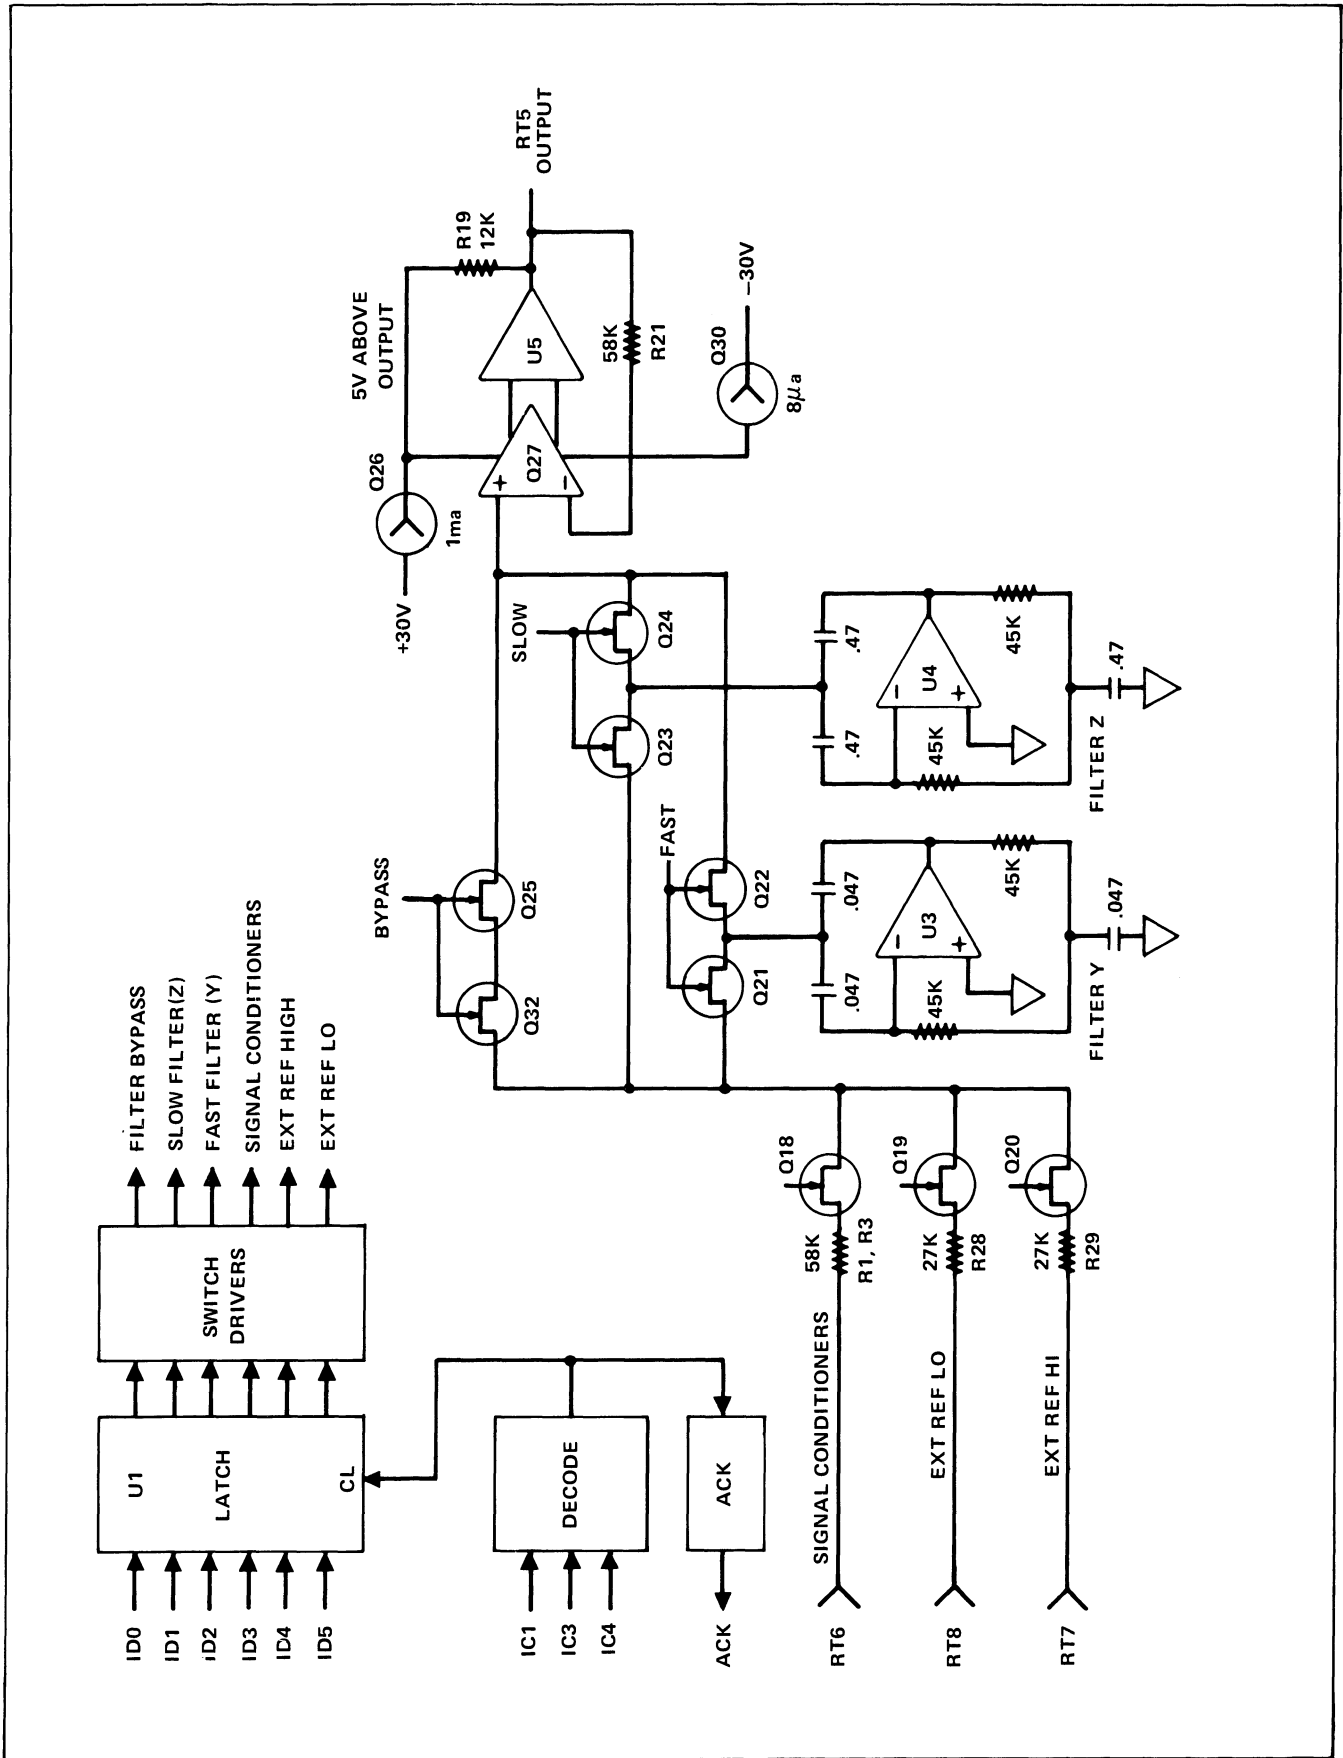 ID0
ID1
ID2
ID3
ID4
ID5
U1
LATCH
CL
SWITCH
DRIVERS
FILTER BYPASS
SLOW FILTER(Z)
FAST FILTER (Y)
SIGNAL CONDITIONERS
EXT REF HIGH
EXT REF LO
IC1
IC3
IC4
DECODE
ACK
ACK
RT6
SIGNAL CONDITIONERS
58K
R1, R3
Q18
RT8
EXT REF LO
27K
R28
Q19
RT7
EXT REF HI
27K
R29
Q20
BYPASS
Q32
Q25
SLOW
Q23
Q24
FAST
Q21
Q22
.047
.047
45K
U3
–
+
45K
FILTER Y
.047
.47
.47
45K
U4
–
+
45K
FILTER Z
.47
+30V
Q26
1ma
5V ABOVE
OUTPUT
R19
12K
+
–
Q27
U5
58K
R21
Q30
8μa
–30V
RT5
OUTPUT